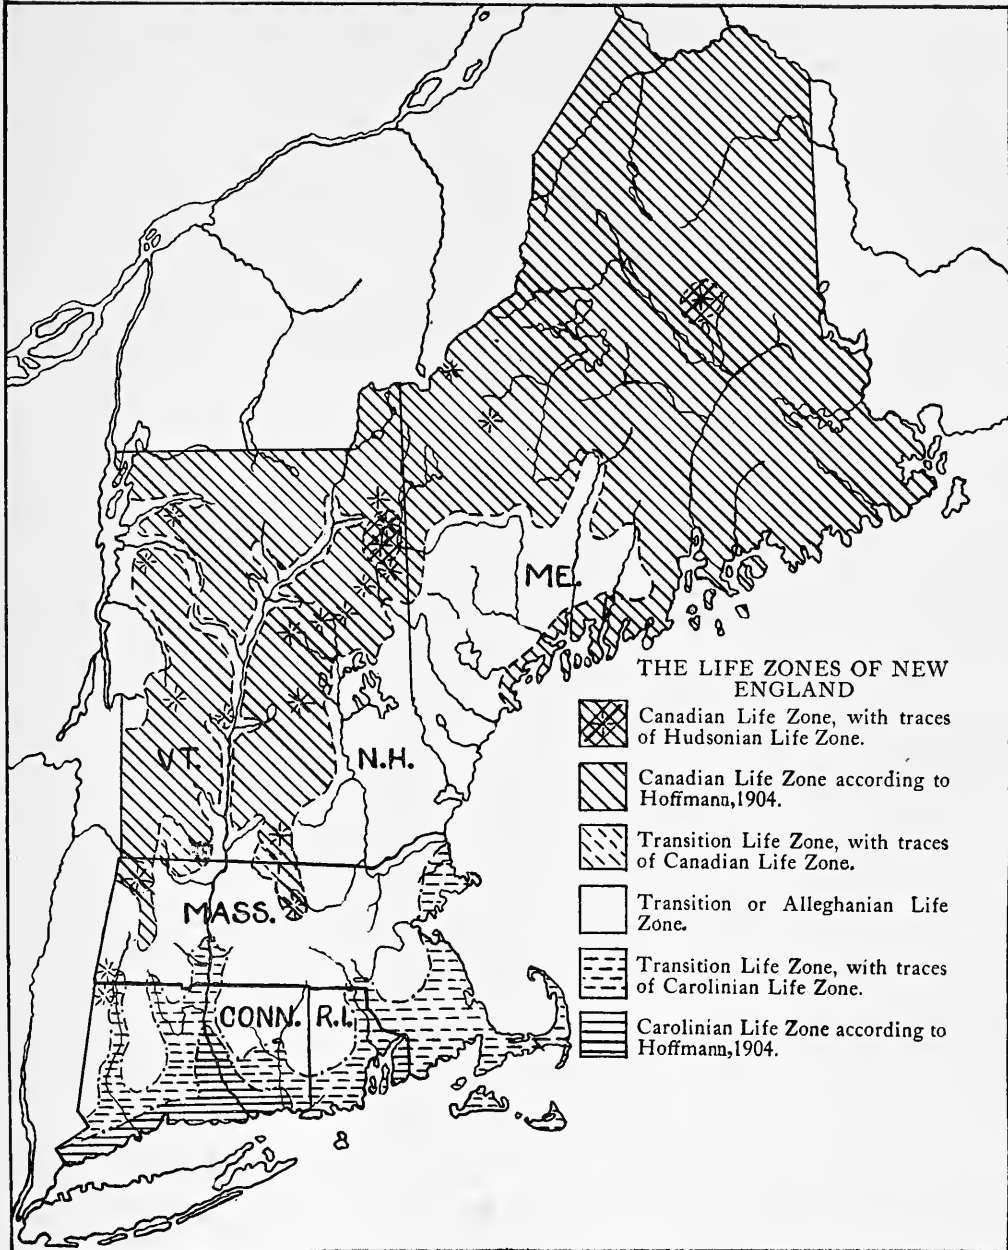 ME.
THE LIFE ZONES OF NEW
ENGLAND
Canadian Life Zone, with traces
of Hudsonian Life Zone.
Canadian Life Zone according to
Hoffmann,1904.
Transition Life Zone, with traces
of Canadian Life Zone.
Transition or Alleghanian Life
Zone.
Transition Life Zone, with traces
of Carolinian Life Zone.
Carolinian Life Zone according to
Hoffmann,1904.
VT.
N.H.
MASS.
CONN.
R.I.